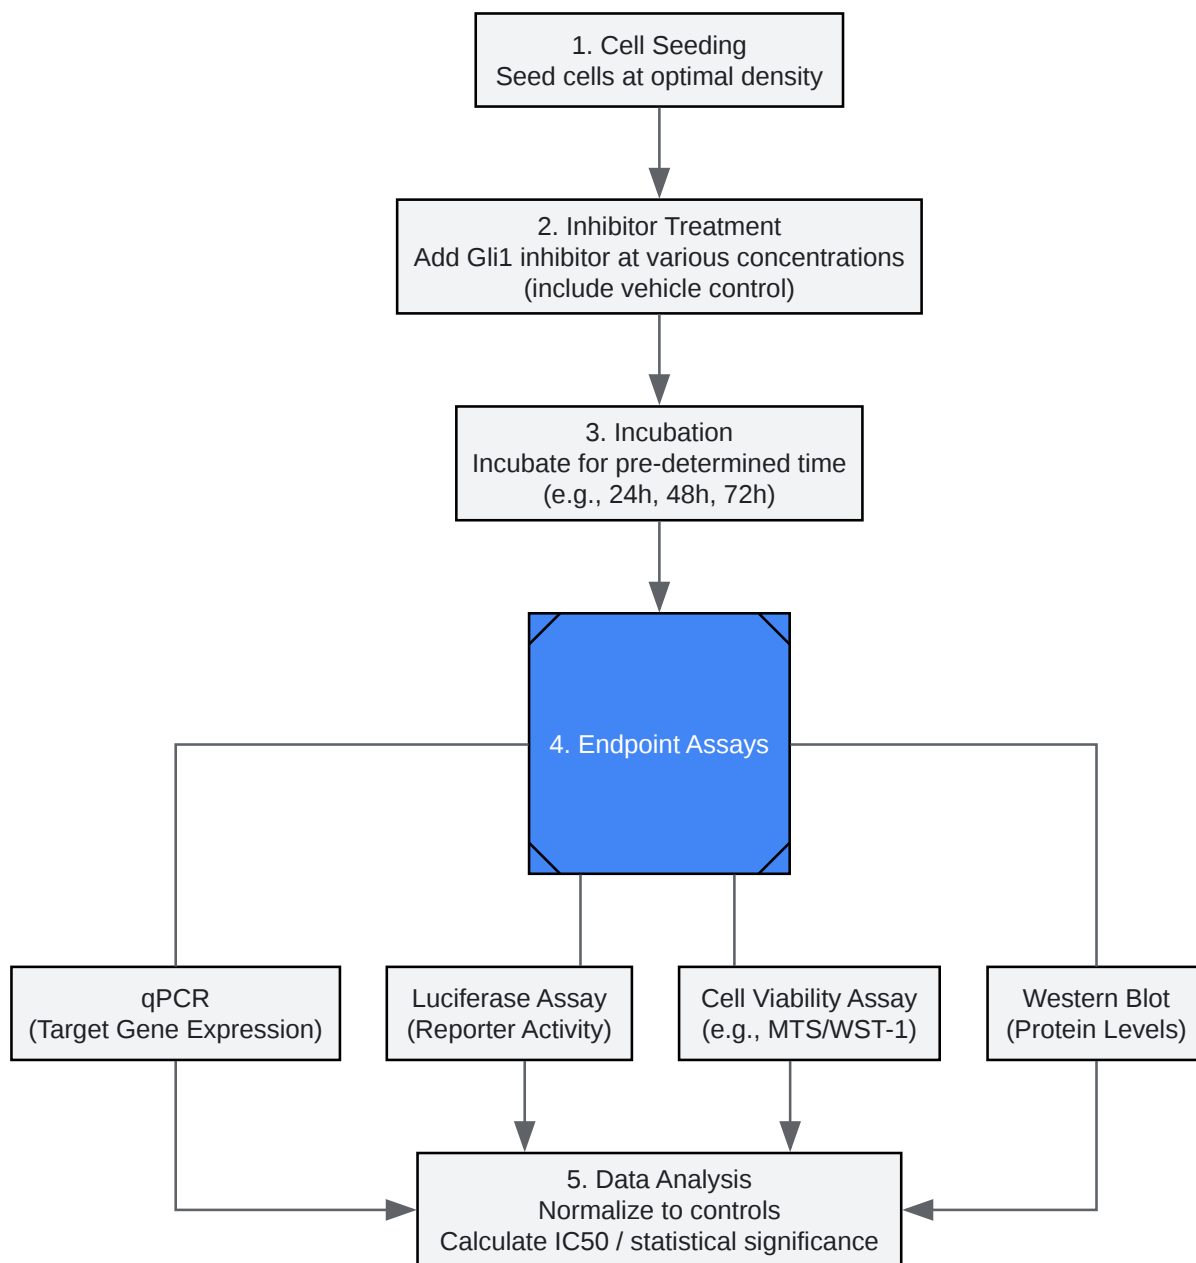 1. Cell Seeding
Seed cells at optimal density
2. Inhibitor Treatment
Add Gli1 inhibitor at various concentrations
(include vehicle control)
3. Incubation
Incubate for pre-determined time
(e.g., 24h, 48h, 72h)
4. Endpoint Assays
qPCR
(Target Gene Expression)
Luciferase Assay
(Reporter Activity)
Cell Viability Assay
(e.g., MTS/WST-1)
Western Blot
(Protein Levels)
5. Data Analysis
Normalize to controls
Calculate IC50 / statistical significance